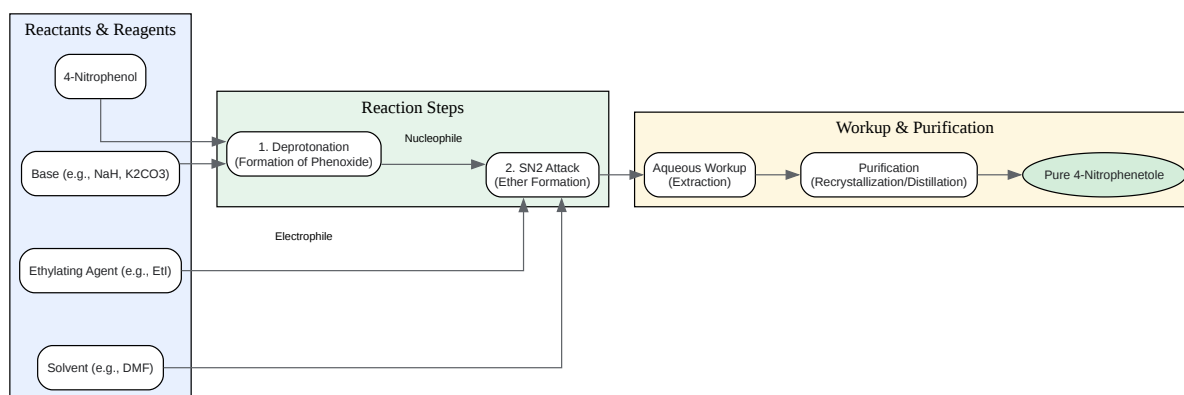 Reactants & Reagents
4-Nitrophenol
Base (e.g., NaH, K2CO3)
Ethylating Agent (e.g., EtI)
Solvent (e.g., DMF)
Reaction Steps
1. Deprotonation
(Formation of Phenoxide)
Nucleophile
2. SN2 Attack
(Ether Formation)
Electrophile
Workup & Purification
Aqueous Workup
(Extraction)
Purification
(Recrystallization/Distillation)
Pure 4-Nitrophenetole